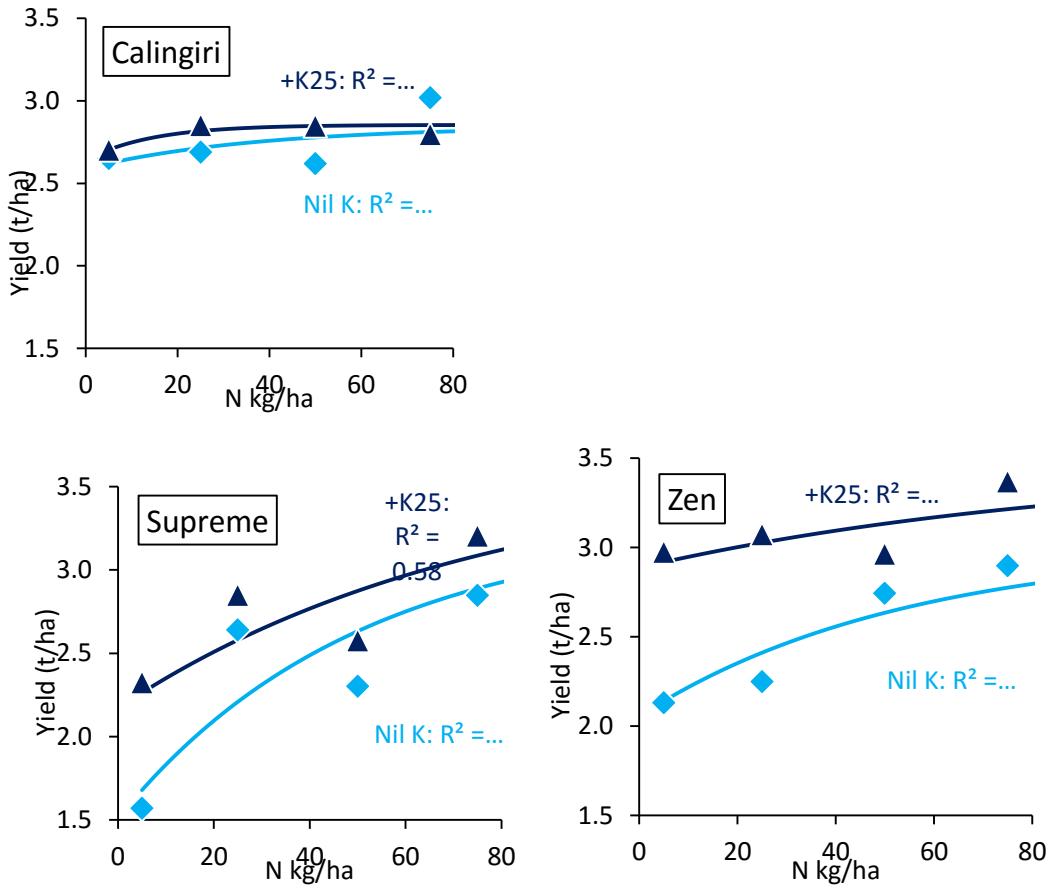 3.5
Calingiri
+K25: R² =...
3.0
2.5
Nil K: R² =...
2.0
1.5
0 20 40 60 80
Yield (t/ha)
N kg/ha
3.5
Supreme
+K25:
R² =
0.58
3.0
2.5
2.0
Nil K: R² =...
1.5
0 20 40 60 80
Yield (t/ha)
N kg/ha
3.5
Zen
+K25: R² =...
3.0
2.5
Nil K: R² =...
2.0
1.5
0 20 40 60 80
Yield (t/ha)
N kg/ha